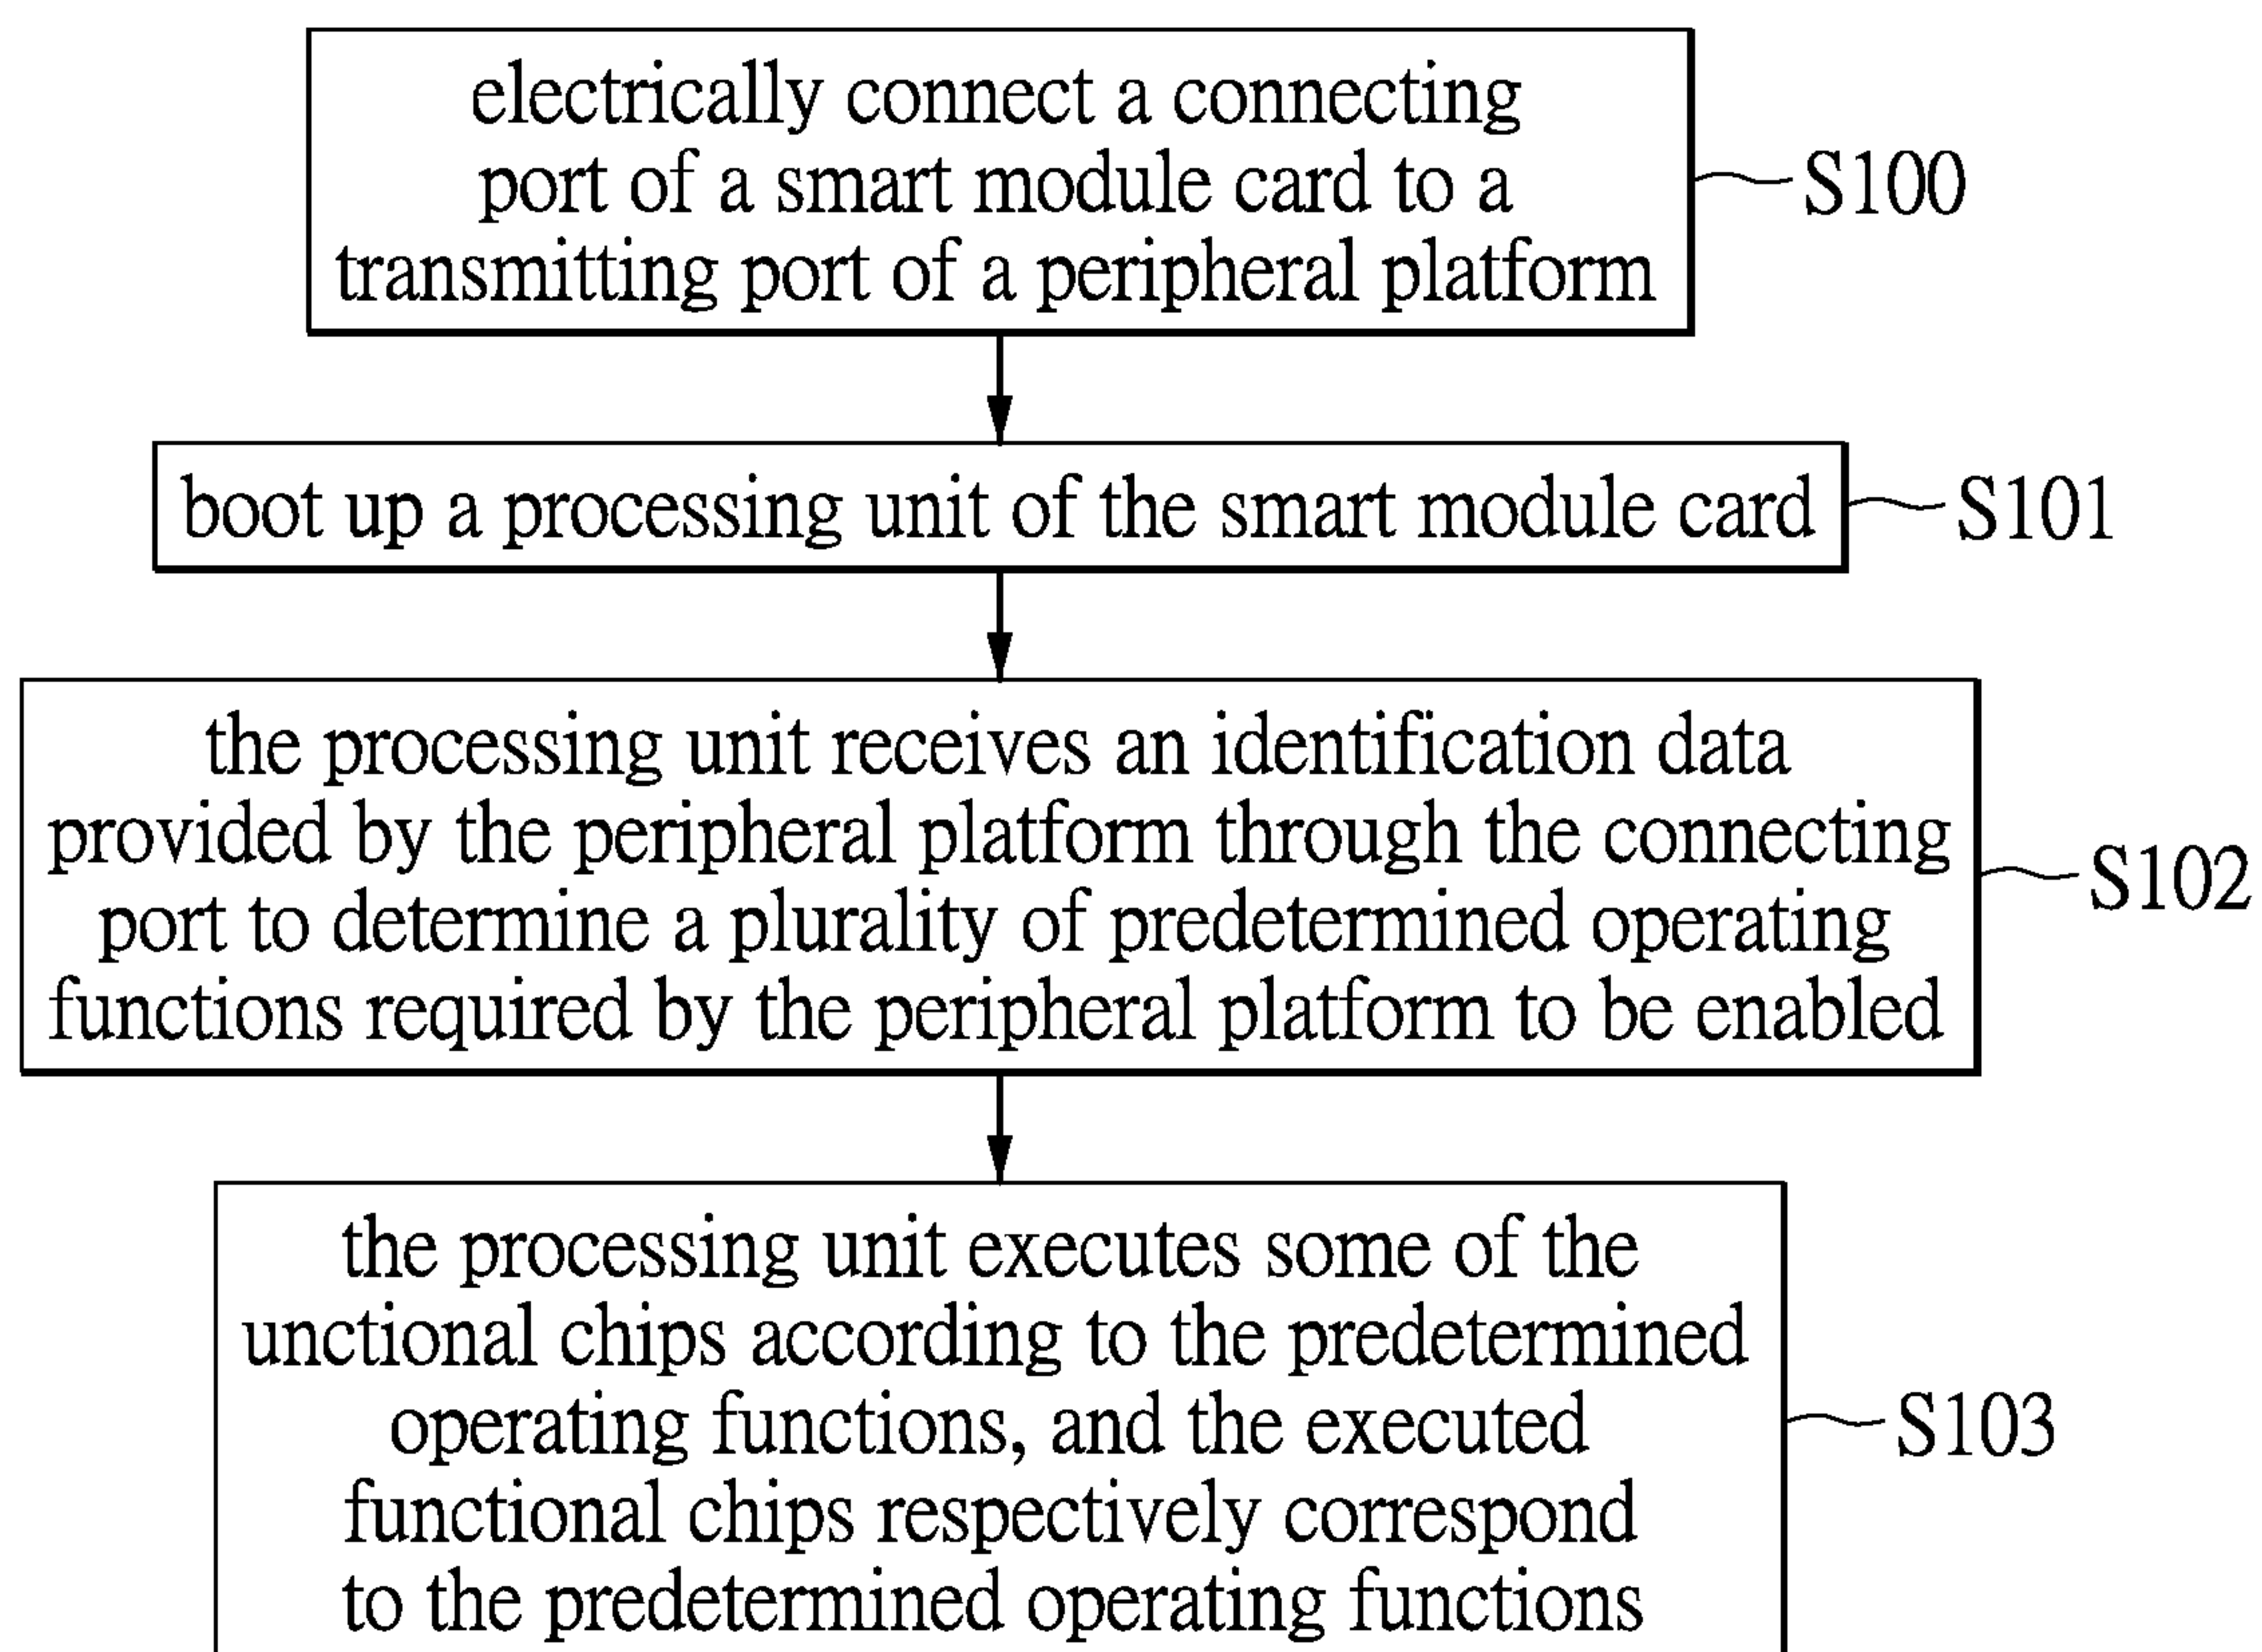 electrically connect a connecting
port of a smart module card to a
transmitting port of a peripheral platform
S100
boot up a processing unit of the smart module card
S101
the processing unit receives an identification data
provided by the peripheral platform through the connecting
port to determine a plurality of predetermined operating
functions required by the peripheral platform to be enabled
S102
the processing unit executes some of the
unctional chips according to the predetermined
operating functions, and the executed
functional chips respectively correspond
to the predetermined operating functions
S103